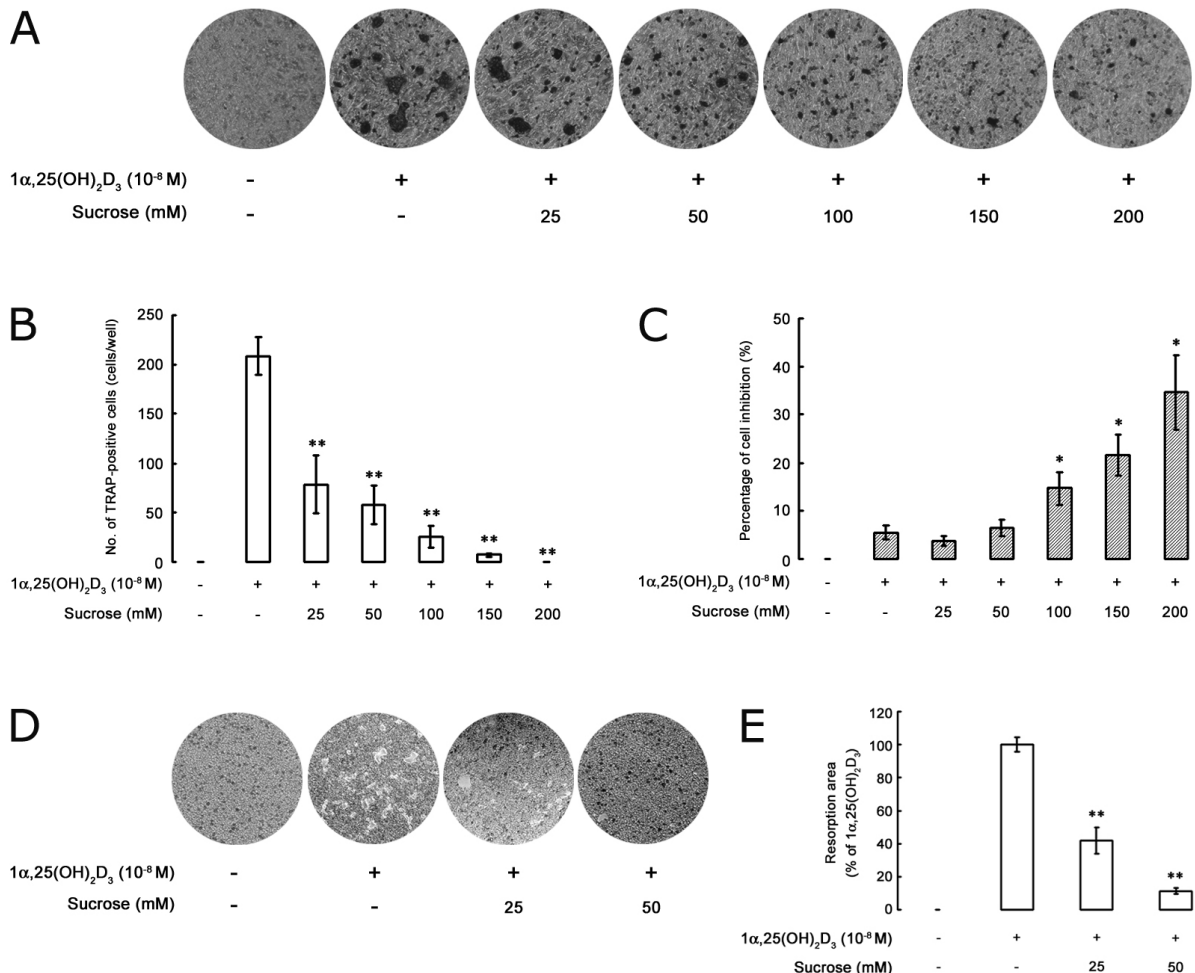 A
1α,25(OH)₂D₃ (10⁻⁸ M) - + + + + + +
Sucrose (mM) - - 25 50 100 150 200
B
No. of TRAP-positive cells (cells/well)
250
200
150
100
50
0
** ** ** ** **
1α,25(OH)₂D₃ (10⁻⁸ M) - + + + + + +
Sucrose (mM) - - 25 50 100 150 200
C
Percentage of cell inhibition (%)
50
40
30
20
10
0
* * *
1α,25(OH)₂D₃ (10⁻⁸ M) - + + + + + +
Sucrose (mM) - - 25 50 100 150 200
D
1α,25(OH)₂D₃ (10⁻⁸ M) - + + +
Sucrose (mM) - - 25 50
E
Resorption area
(% of 1α,25(OH)₂D₃)
120
100
80
60
40
20
0
** **
1α,25(OH)₂D₃ (10⁻⁸ M) - + + +
Sucrose (mM) - - 25 50